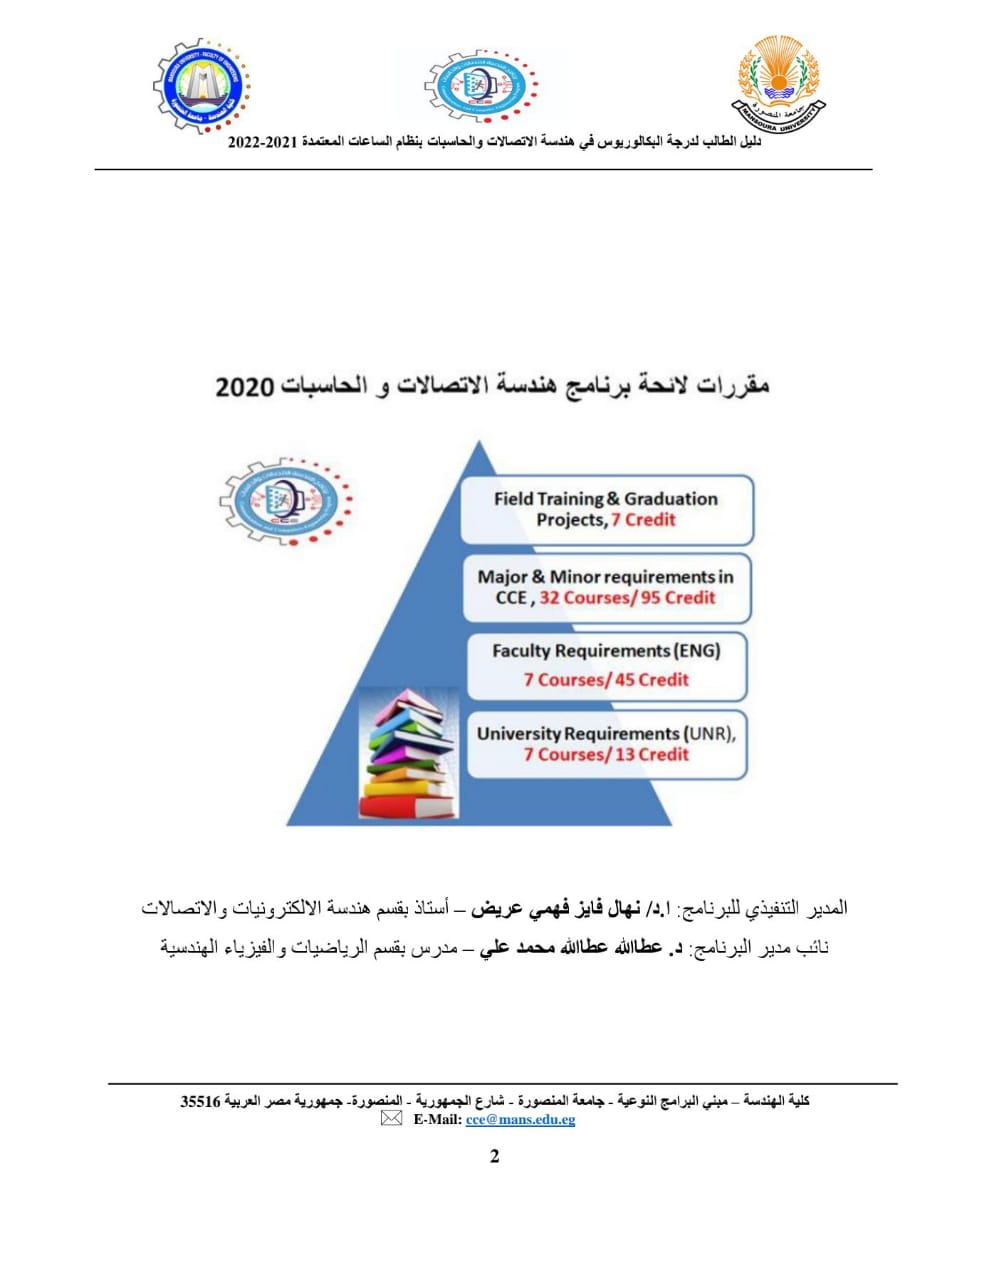 MANSOURA UNIVERSITY - FACULTY OF ENGINEERING
كلية الهندسة - جامعة المنصورة
جامعة المنصورة
MANSOURA UNIVERSITY
دليل الطالب لدرجة البكالوريوس في هندسة الاتصالات والحاسبات بنظام الساعات المعتمدة 2021-2022
مقررات لائحة برنامج هندسة الاتصالات و الحاسبات 2020
Field Training & Graduation
Projects, 7 Credit
Major & Minor requirements in
CCE , 32 Courses/ 95 Credit
Faculty Requirements (ENG)
7 Courses/ 45 Credit
University Requirements (UNR),
7 Courses/ 13 Credit
المدير التنفيذي للبرنامج: ا.د/ نهال فايز فهمي عريض – أستاذ بقسم هندسة الالكترونيات والاتصالات
نائب مدير البرنامج: د. عطاالله عطاالله محمد علي – مدرس بقسم الرياضيات والفيزياء الهندسية
كلية الهندسة – مبني البرامج النوعية - جامعة المنصورة - شارع الجمهورية - المنصورة- جمهورية مصر العربية 35516
E-Mail: cce@mans.edu.eg
2